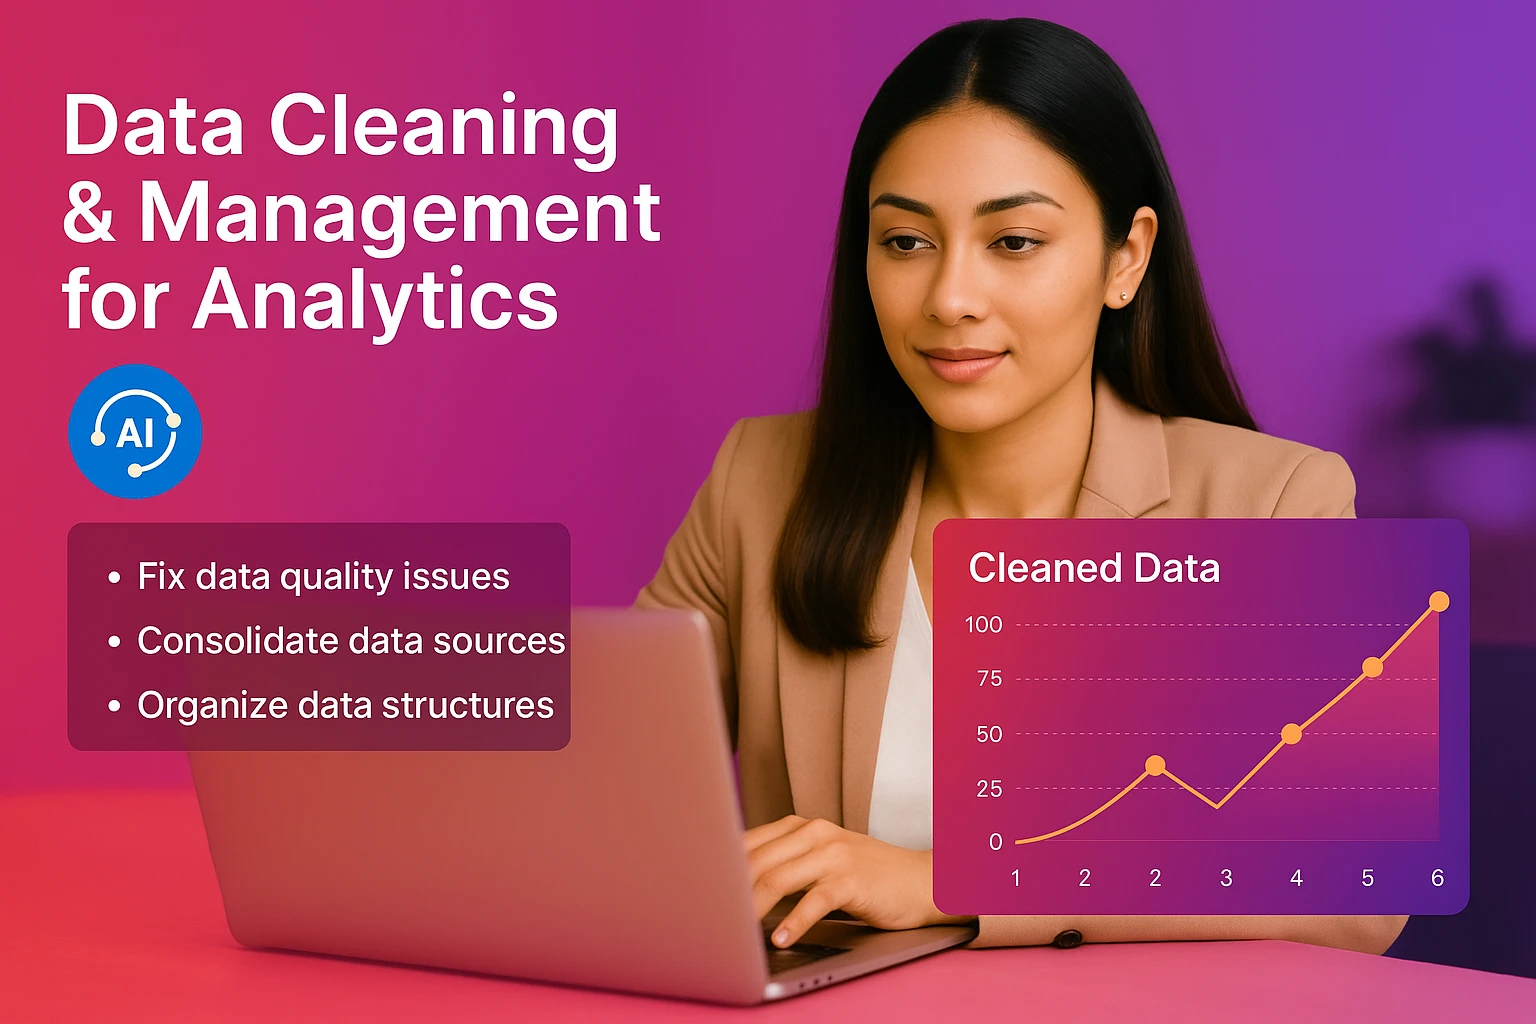 Data Cleaning
& Management
for Analytics
AI
• Fix data quality issues
• Consolidate data sources
• Organize data structures
Cleaned Data
100
75
50
25
0
1 2 2 3 4 5 6